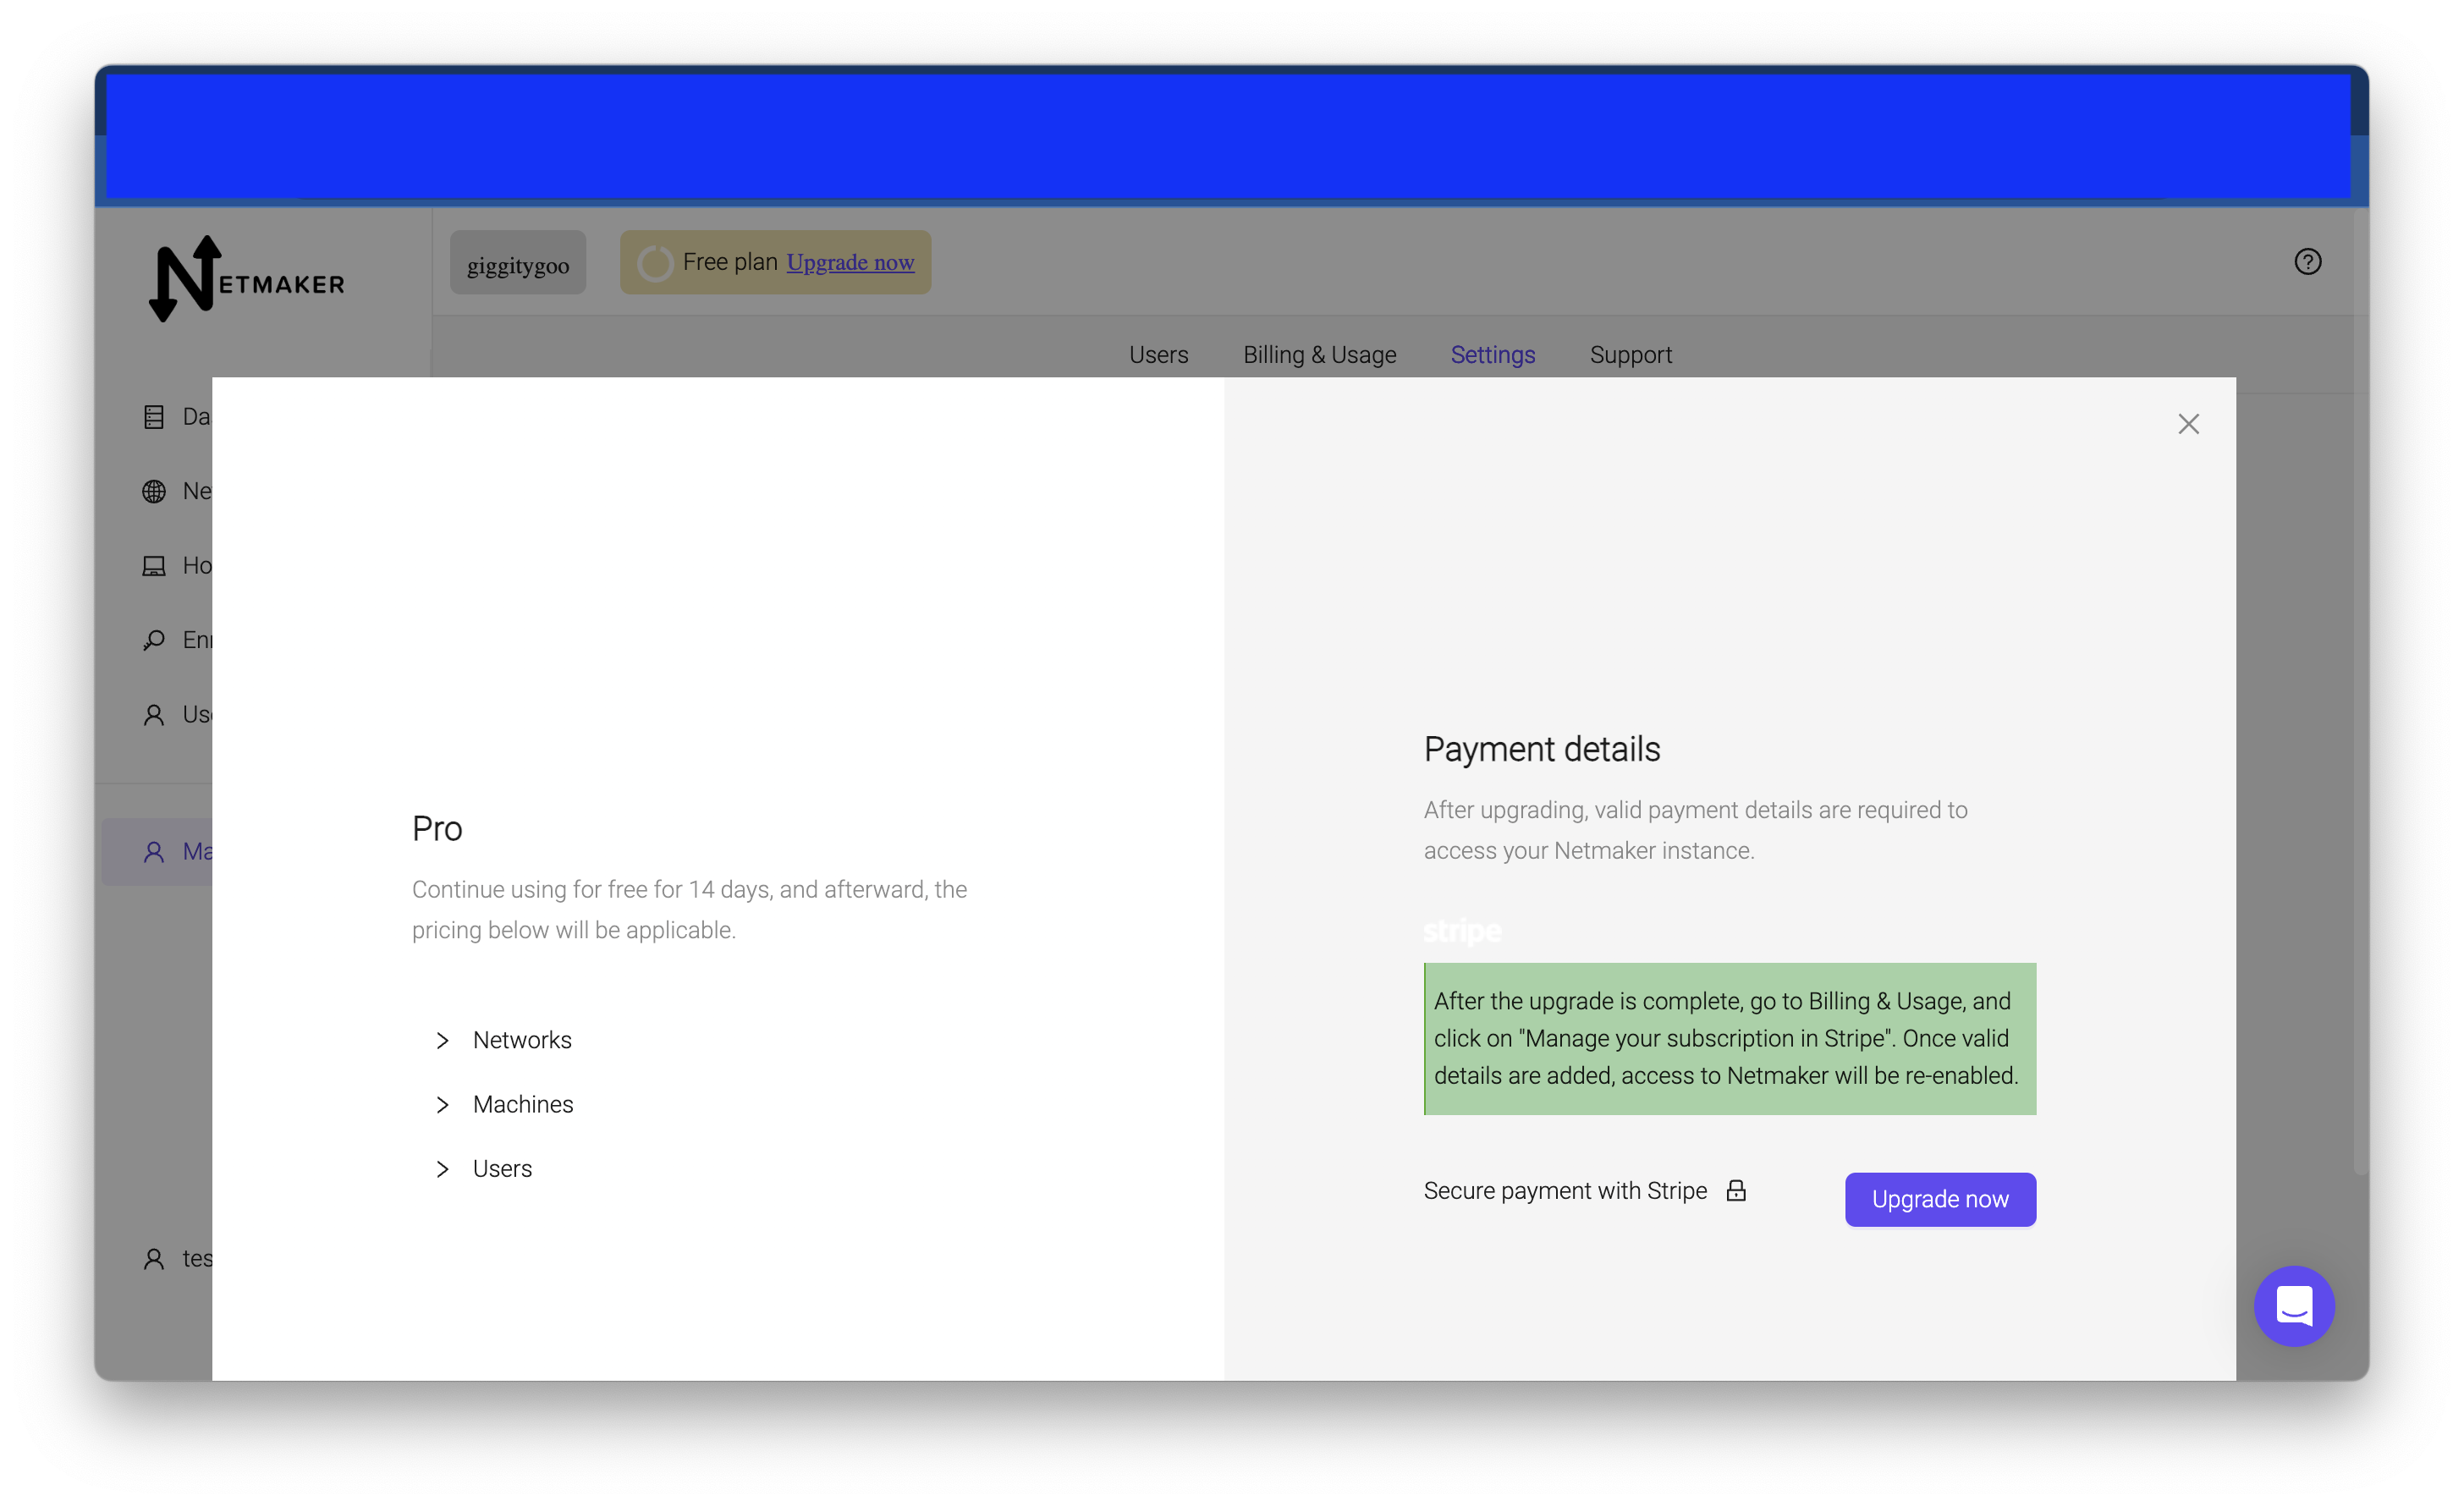 NETMAKER
giggitygoo
Free plan Upgrade now
Users
Billing & Usage
Settings
Support
Da
Ne
Ho
Enr
Use
Ma
tes
Pro
Continue using for free for 14 days, and afterward, the
pricing below will be applicable.
Networks
Machines
Users
Payment details
After upgrading, valid payment details are required to
access your Netmaker instance.
stripe
After the upgrade is complete, go to Billing & Usage, and
click on "Manage your subscription in Stripe". Once valid
details are added, access to Netmaker will be re-enabled.
Secure payment with Stripe
Upgrade now